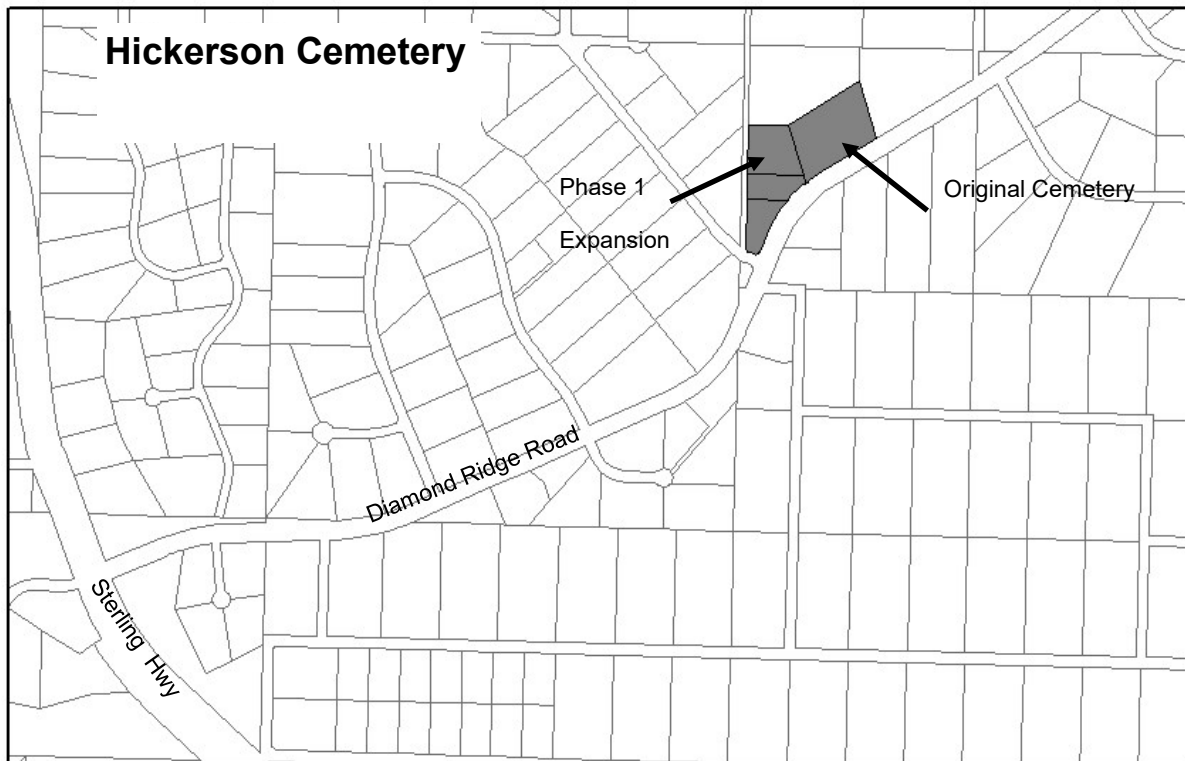 Hickerson Cemetery
Phase 1
Expansion
Original Cemetery
Diamond Ridge Road
Sterling Hwy